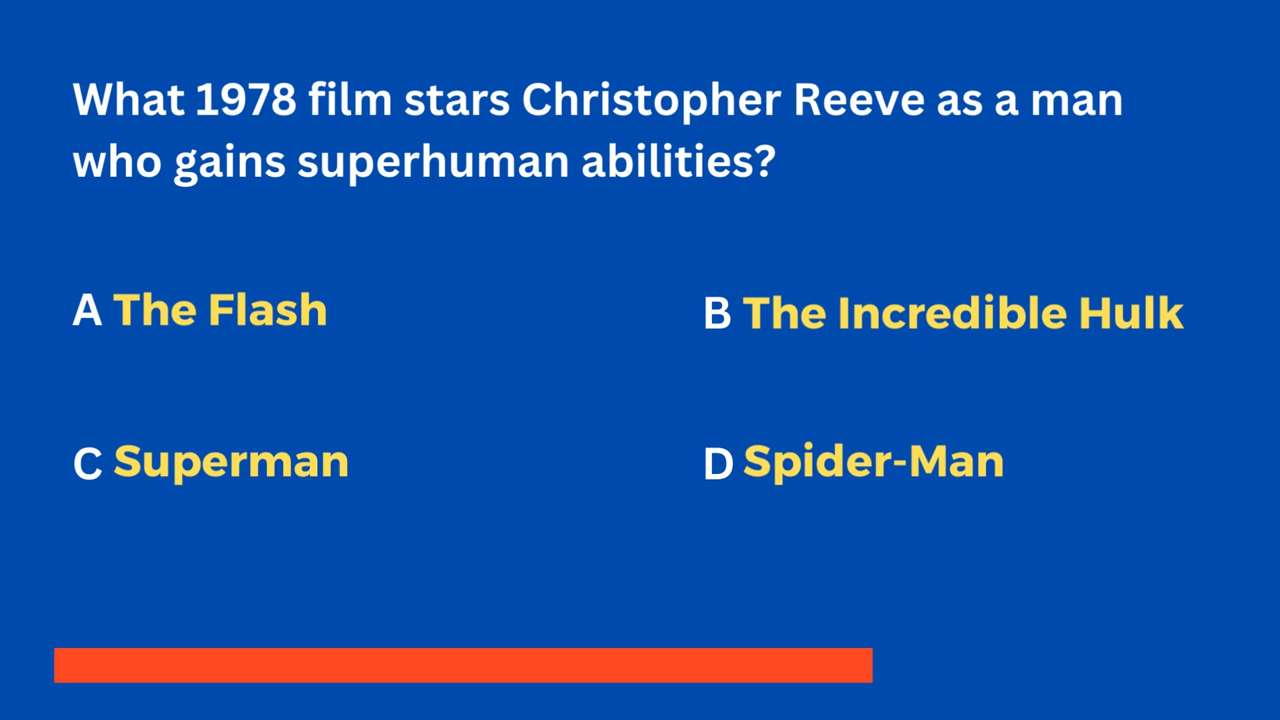 What 1978 film stars Christopher Reeve as a man
who gains superhuman abilities?
A The Flash
B The Incredible Hulk
C Superman
D Spider-Man